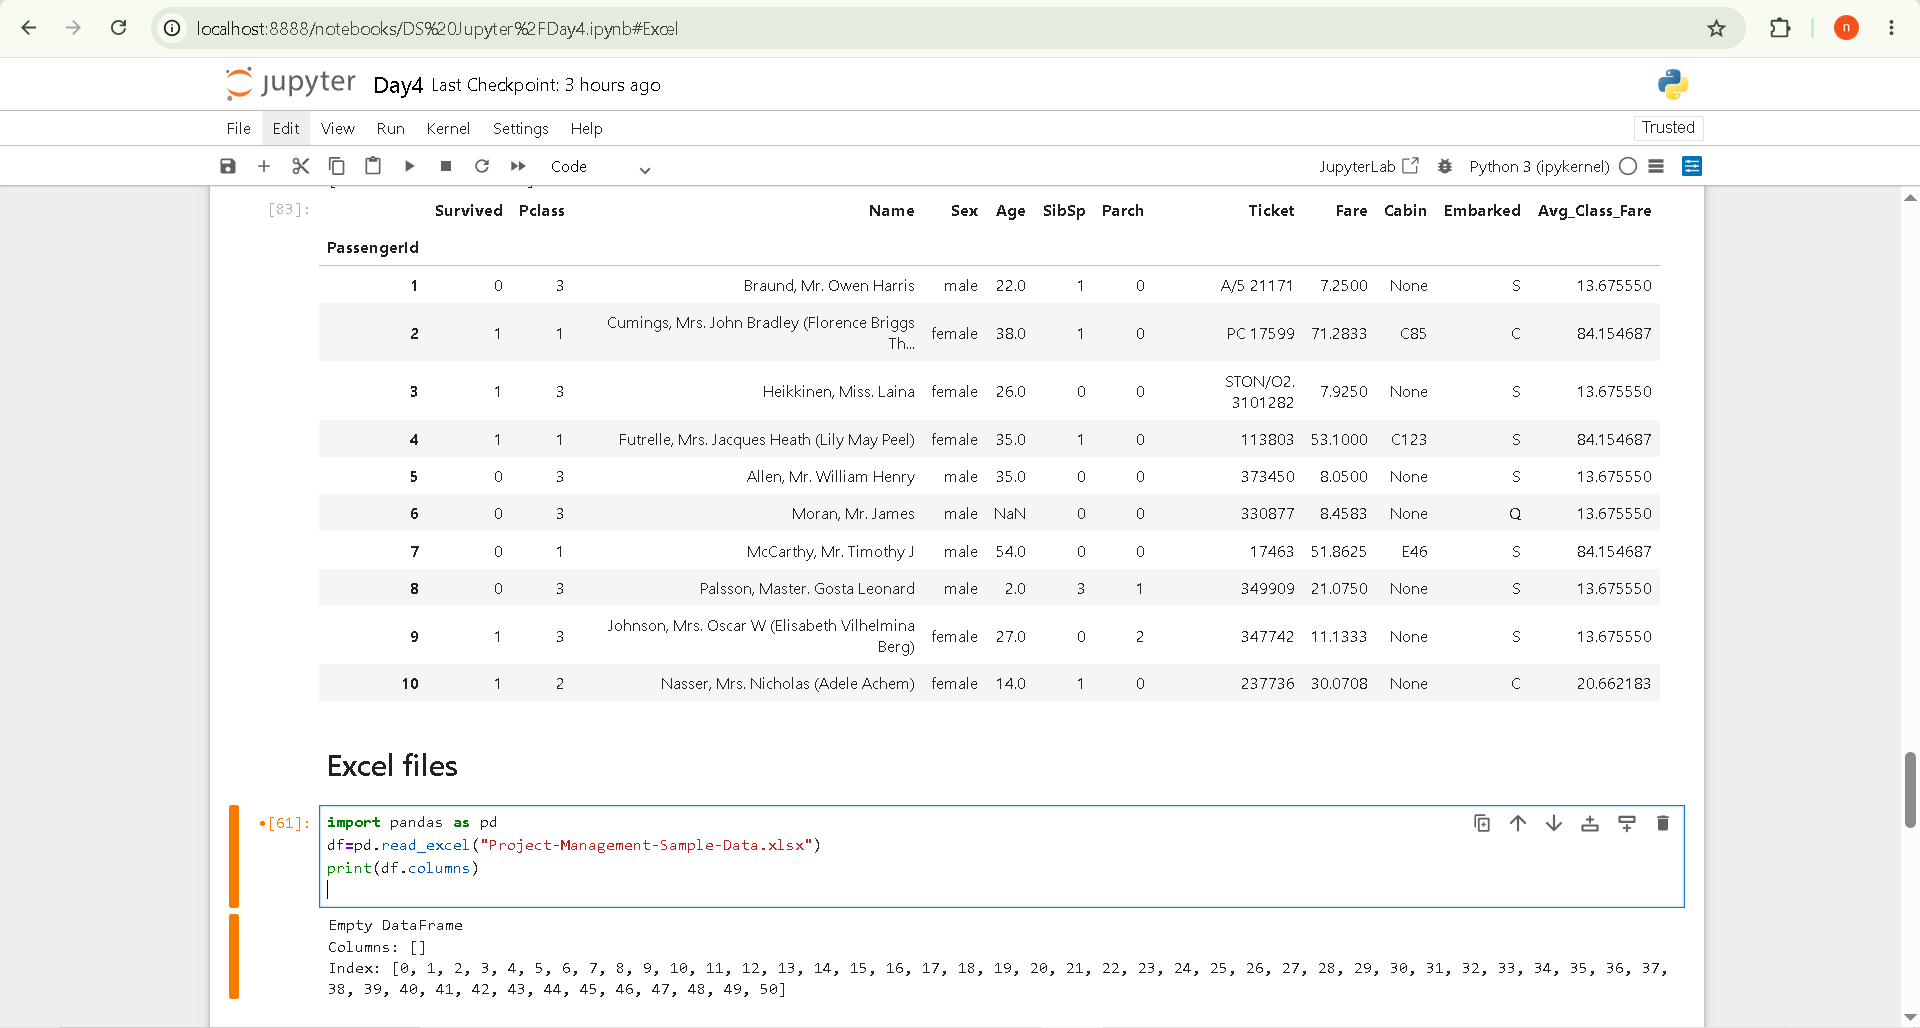 localhost:8888/notebooks/DS%20Jupyter%2FDay4.ipynb#Excel
n
jupyter Day4 Last Checkpoint: 3 hours ago
File Edit View Run Kernel Settings Help
Trusted
Code
JupyterLab
Python 3 (ipykernel)
[83]:
Survived Pclass Name Sex Age SibSp Parch Ticket Fare Cabin Embarked Avg_Class_Fare
PassengerId
1 0 3 Braund, Mr. Owen Harris male 22.0 1 0 A/5 21171 7.2500 None S 13.675550
2 1 1 Cumings, Mrs. John Bradley (Florence Briggs
Th... female 38.0 1 0 PC 17599 71.2833 C85 C 84.154687
3 1 3 Heikkinen, Miss. Laina female 26.0 0 0 STON/O2.
3101282 7.9250 None S 13.675550
4 1 1 Futrelle, Mrs. Jacques Heath (Lily May Peel) female 35.0 1 0 113803 53.1000 C123 S 84.154687
5 0 3 Allen, Mr. William Henry male 35.0 0 0 373450 8.0500 None S 13.675550
6 0 3 Moran, Mr. James male NaN 0 0 330877 8.4583 None Q 13.675550
7 0 1 McCarthy, Mr. Timothy J male 54.0 0 0 17463 51.8625 E46 S 84.154687
8 0 3 Palsson, Master. Gosta Leonard male 2.0 3 1 349909 21.0750 None S 13.675550
9 1 3 Johnson, Mrs. Oscar W (Elisabeth Vilhelmina
Berg) female 27.0 0 2 347742 11.1333 None S 13.675550
10 1 2 Nasser, Mrs. Nicholas (Adele Achem) female 14.0 1 0 237736 30.0708 None C 20.662183
Excel files
•[61]:
import pandas as pd
df=pd.read_excel("Project-Management-Sample-Data.xlsx")
print(df.columns)
Empty DataFrame
Columns: []
Index: [0, 1, 2, 3, 4, 5, 6, 7, 8, 9, 10, 11, 12, 13, 14, 15, 16, 17, 18, 19, 20, 21, 22, 23, 24, 25, 26, 27, 28, 29, 30, 31, 32, 33, 34, 35, 36, 37,
38, 39, 40, 41, 42, 43, 44, 45, 46, 47, 48, 49, 50]